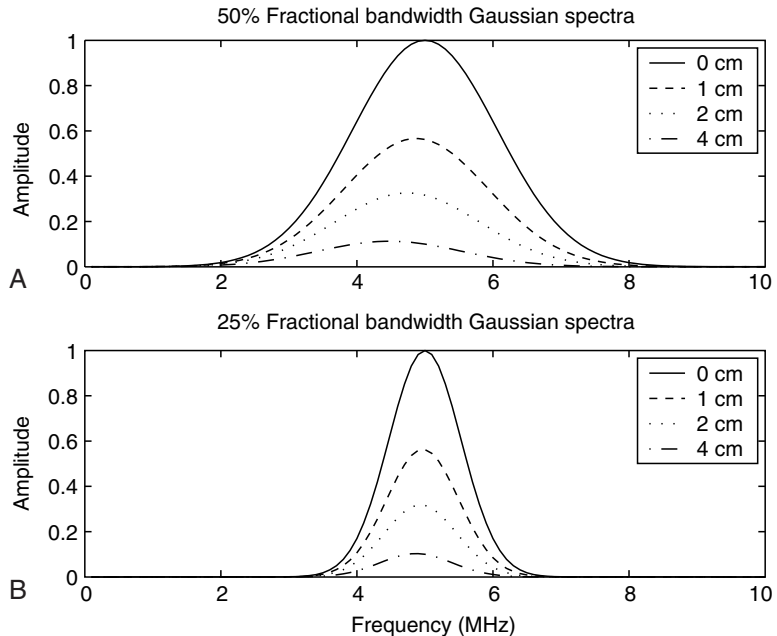 50% Fractional bandwidth Gaussian spectra
1
0.8
0.6
0.4
0.2
0
Amplitude
0 cm
1 cm
2 cm
4 cm
0 2 4 6 8 10
A
25% Fractional bandwidth Gaussian spectra
1
0.8
0.6
0.4
0.2
0
Amplitude
0 cm
1 cm
2 cm
4 cm
0 2 4 6 8 10
B
Frequency (MHz)